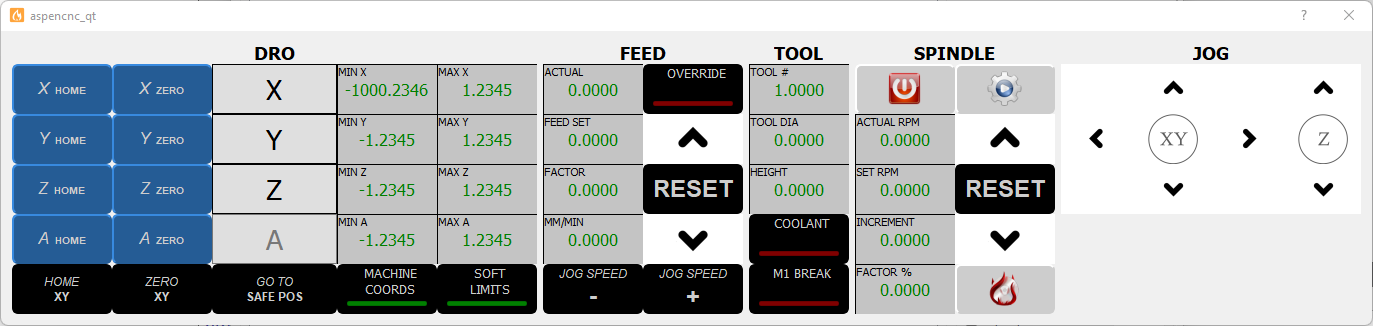 aspencnc_qt
DRO FEED TOOL SPINDLE JOG
X HOME X ZERO X MIN X -1000.2346 MAX X 1.2345 ACTUAL 0.0000 OVERRIDE TOOL # 1.0000
Y HOME Y ZERO Y MIN Y -1.2345 MAX Y 1.2345 FEED SET 0.0000 TOOL DIA 0.0000 ACTUAL RPM 0.0000 XY Z
Z HOME Z ZERO Z MIN Z -1.2345 MAX Z 1.2345 FACTOR 0.0000 RESET HEIGHT 0.0000 SET RPM 0.0000 RESET
A HOME A ZERO A MIN A -1.2345 MAX A 1.2345 MM/MIN 0.0000 COOLANT INCREMENT 0.0000
HOME XY ZERO XY GO TO SAFE POS MACHINE COORDS SOFT LIMITS JOG SPEED - JOG SPEED + M1 BREAK FACTOR % 0.0000